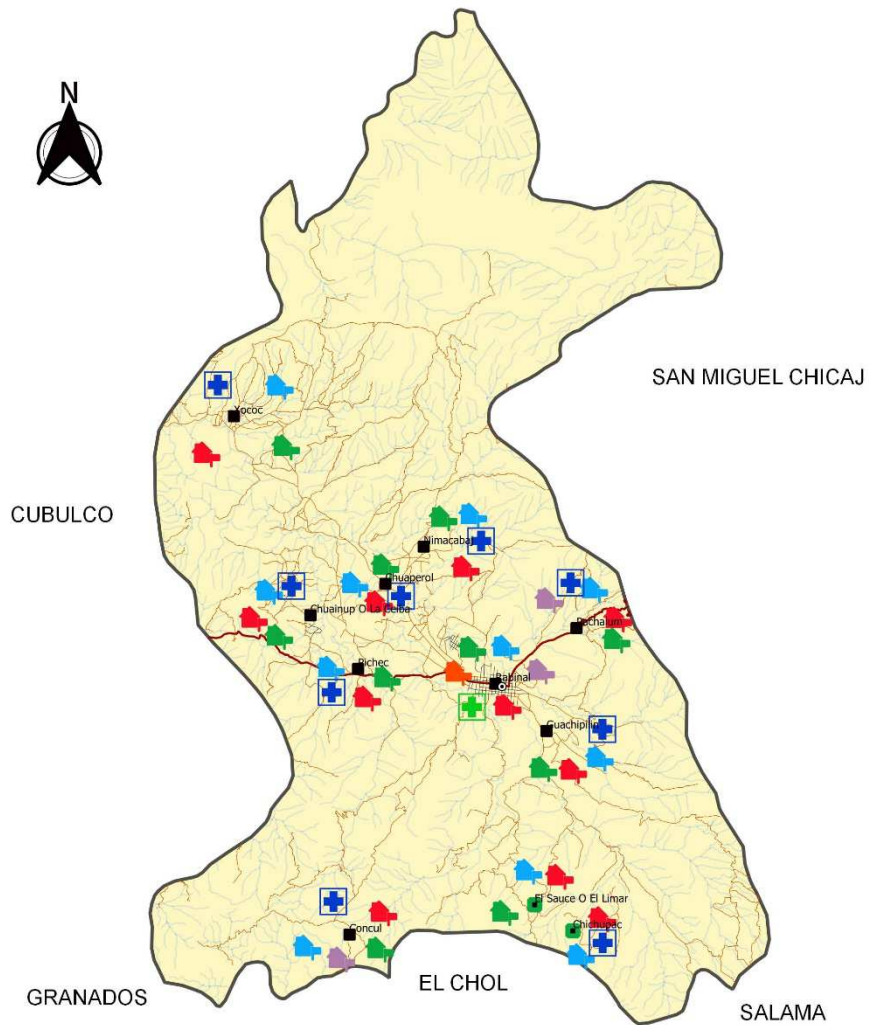 N
SAN MIGUEL CHICAJ
Xococ
CUBULCO
Nimacabaj
Chuaperol
Chuainup O La Ceiba
Pachalum
Pichec
Rabinal
Guachipilin
El Sauce O El Limar
Chichupac
Concul
EL CHOL
GRANADOS
SALAMA